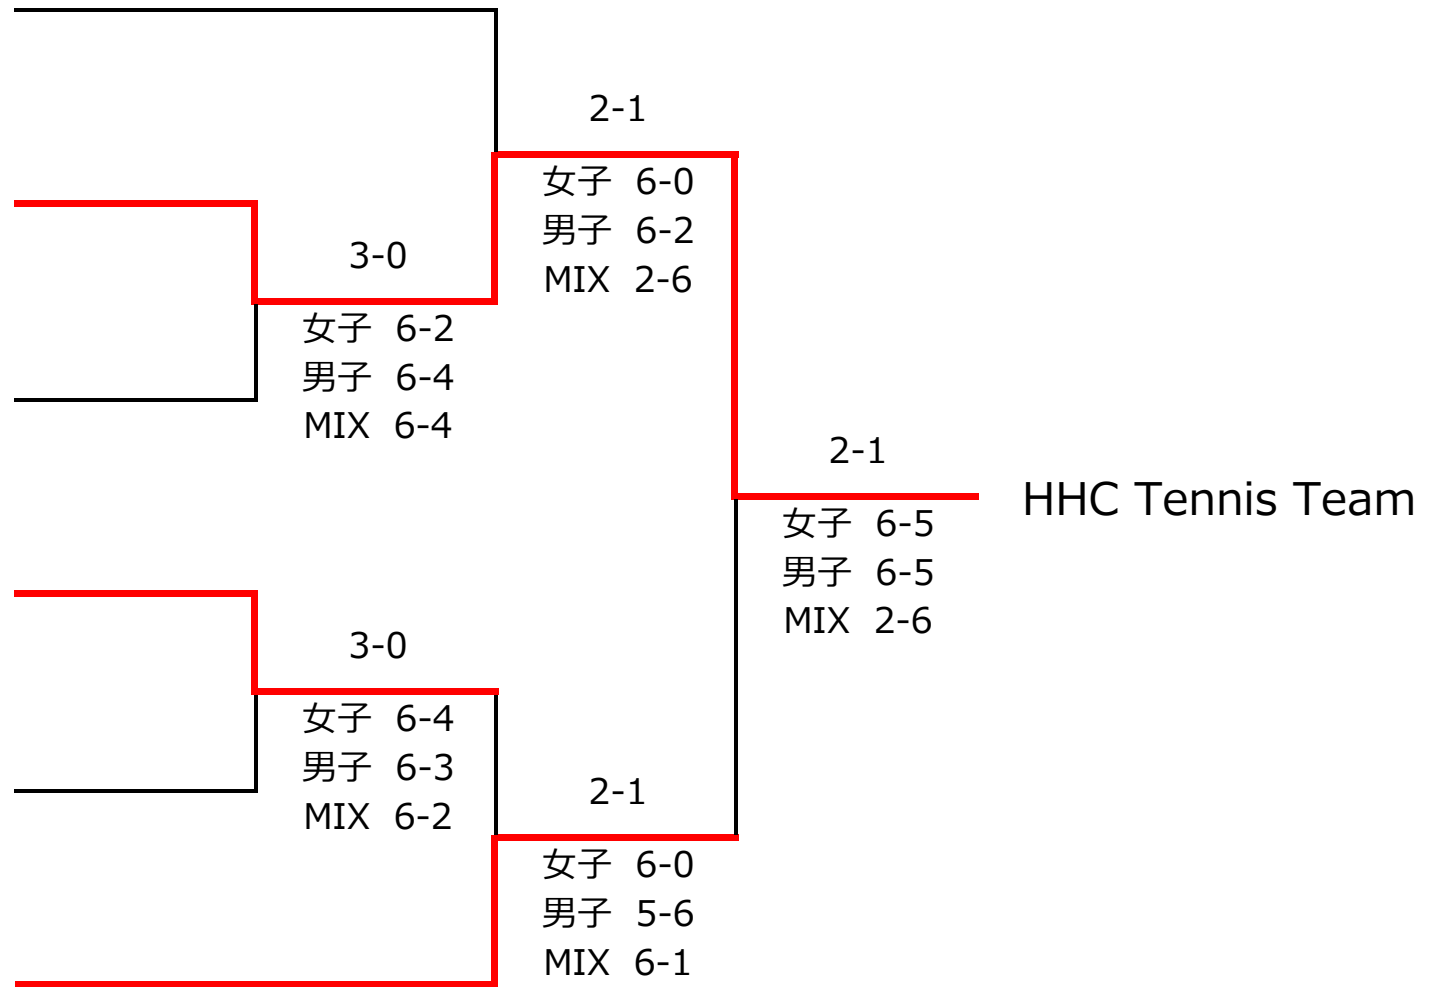 2-1
女子 6-0
男子 6-2
MIX 2-6
3-0
女子 6-2
男子 6-4
MIX 6-4
2-1
HHC Tennis Team
女子 6-5
男子 6-5
MIX 2-6
3-0
女子 6-4
男子 6-3
MIX 6-2
2-1
女子 6-0
男子 5-6
MIX 6-1